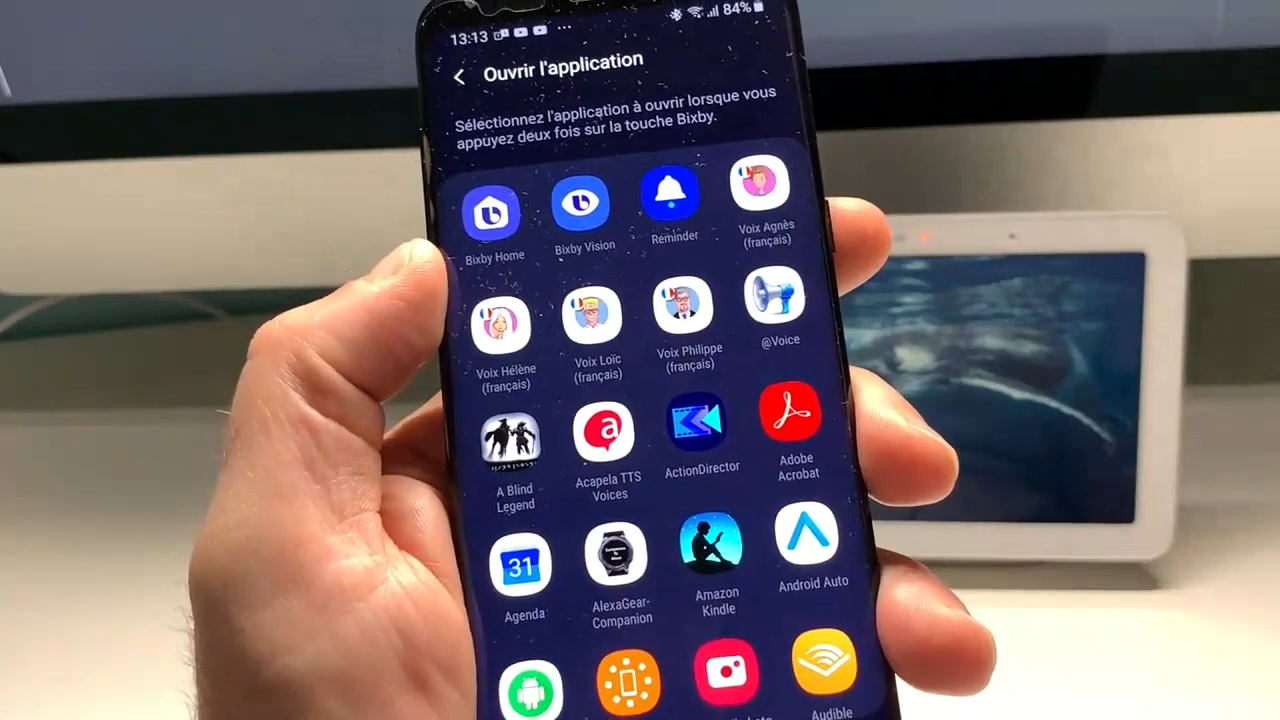 13:13
84%
Ouvrir l'application
Sélectionnez l'application à ouvrir lorsque vous
appuyez deux fois sur la touche Bixby.
Bixby Home
Bixby Vision
Reminder
Voix Agnès
(français)
Voix Hélène
(français)
Voix Loïc
(français)
Voix Philippe
(français)
@Voice
A Blind
Legend
a
Acapela TTS
Voices
ActionDirector
Adobe
Acrobat
31
Agenda
AlexaGear-
Companion
Amazon
Kindle
Android Auto
Audible